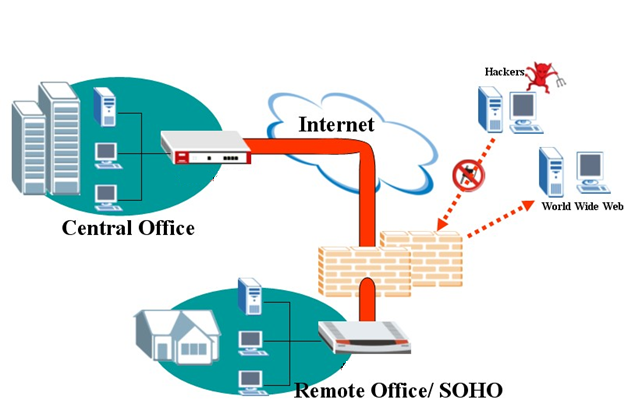 Hackers
Internet
World Wide Web
Central Office
Remote Office/ SOHO